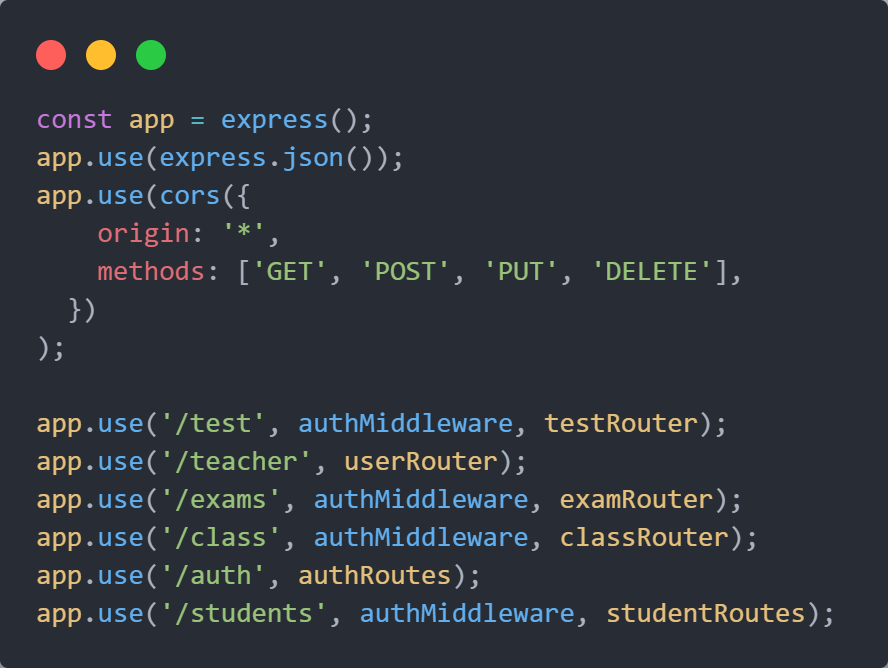 const app = express();
app.use(express.json());
app.use(cors({
    origin: '*',
    methods: ['GET', 'POST', 'PUT', 'DELETE'],
  })
);

app.use('/test', authMiddleware, testRouter);
app.use('/teacher', userRouter);
app.use('/exams', authMiddleware, examRouter);
app.use('/class', authMiddleware, classRouter);
app.use('/auth', authRoutes);
app.use('/students', authMiddleware, studentRoutes);